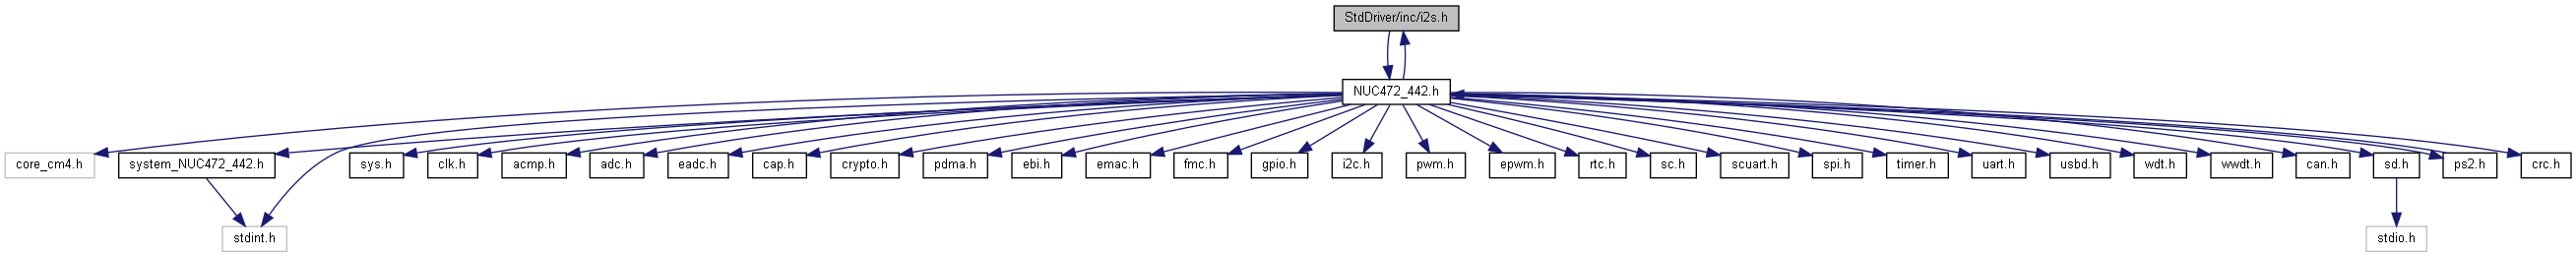 StdDriver/inc/i2s.h
NUC472_442.h
core_cm4.h
system_NUC472_442.h
sys.h
clk.h
acmp.h
adc.h
eadc.h
cap.h
crypto.h
pdma.h
ebi.h
emac.h
fmc.h
gpio.h
i2c.h
pwm.h
epwm.h
rtc.h
sc.h
scuart.h
spi.h
timer.h
uart.h
usbd.h
wdt.h
wwdt.h
can.h
sd.h
ps2.h
crc.h
stdint.h
stdio.h